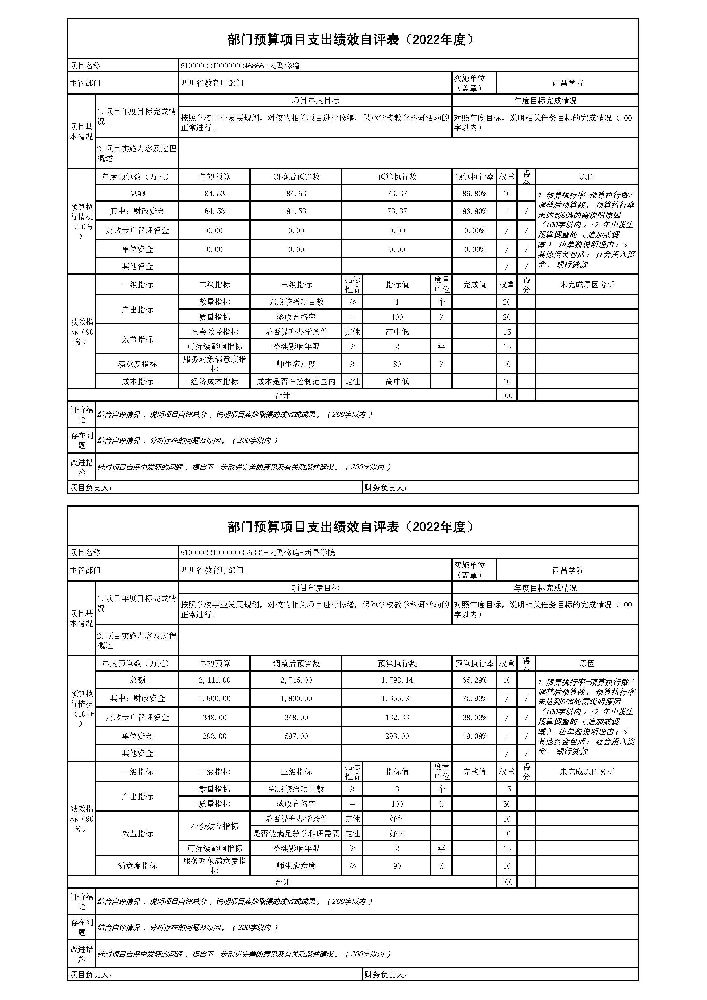 部门预算项目支出绩效自评表（2022年度）
项目名称 51000022T000000246866-大型修缮
主管部门 四川省教育厅部门 实施单位（盖章） 西昌学院
项目基本情况 1.项目年度目标完成情况 项目年度目标 年度目标完成情况
按照学校事业发展规划，对校内相关项目进行修缮，保障学校教学科研活动的正常进行。 对照年度目标，说明相关任务目标的完成情况（100字以内）
2.项目实施内容及过程概述
预算执行情况（10分） 年度预算数（万元） 年初预算 调整后预算数 预算执行数 预算执行率 权重 得分 原因
总额 84.53 84.53 73.37 86.80% 10 1.预算执行率=预算执行数/调整后预算数，预算执行率未达到90%的需说明原因（100字以内）;2.年中发生预算调整的（追加或调减）,应单独说明理由；3.其他资金包括：社会投入资金、银行贷款.
其中：财政资金 84.53 84.53 73.37 86.80% / /
财政专户管理资金 0.00 0.00 0.00 0.00% / /
单位资金 0.00 0.00 0.00 0.00% / /
其他资金 / /
绩效指标（90分） 一级指标 二级指标 三级指标 指标性质 指标值 度量单位 完成值 权重 得分 未完成原因分析
产出指标 数量指标 完成修缮项目数 ≥ 1 个 20
质量指标 验收合格率 ＝ 100 % 20
效益指标 社会效益指标 是否提升办学条件 定性 高中低 15
可持续影响指标 持续影响年限 ≥ 2 年 15
满意度指标 服务对象满意度指标 师生满意度 ≥ 80 % 10
成本指标 经济成本指标 成本是否在控制范围内 定性 高中低 10
合计 100
评价结论 结合自评情况，说明项目自评总分，说明项目实施取得的成效或成果。（200字以内）
存在问题 结合自评情况，分析存在的问题及原因。（200字以内）
改进措施 针对项目自评中发现的问题，提出下一步改进完善的意见及有关政策性建议。（200字以内）
项目负责人： 财务负责人：
部门预算项目支出绩效自评表（2022年度）
项目名称 51000022T000000365331-大型修缮-西昌学院
主管部门 四川省教育厅部门 实施单位（盖章） 西昌学院
项目基本情况 1.项目年度目标完成情况 项目年度目标 年度目标完成情况
按照学校事业发展规划，对校内相关项目进行修缮，保障学校教学科研活动的正常进行。 对照年度目标，说明相关任务目标的完成情况（100字以内）
2.项目实施内容及过程概述
预算执行情况（10分） 年度预算数（万元） 年初预算 调整后预算数 预算执行数 预算执行率 权重 得分 原因
总额 2,441.00 2,745.00 1,792.14 65.29% 10 1.预算执行率=预算执行数/调整后预算数，预算执行率未达到90%的需说明原因（100字以内）;2.年中发生预算调整的（追加或调减）,应单独说明理由；3.其他资金包括：社会投入资金、银行贷款.
其中：财政资金 1,800.00 1,800.00 1,366.81 75.93% / /
财政专户管理资金 348.00 348.00 132.33 38.03% / /
单位资金 293.00 597.00 293.00 49.08% / /
其他资金 / /
绩效指标（90分） 一级指标 二级指标 三级指标 指标性质 指标值 度量单位 完成值 权重 得分 未完成原因分析
产出指标 数量指标 完成修缮项目数 ≥ 3 个 15
质量指标 验收合格率 ＝ 100 % 30
效益指标 社会效益指标 是否提升办学条件 定性 好坏 10
是否能满足教学科研需要 定性 好坏 10
可持续影响指标 持续影响年限 ≥ 2 年 15
满意度指标 服务对象满意度指标 师生满意度 ≥ 90 % 10
合计 100
评价结论 结合自评情况，说明项目自评总分，说明项目实施取得的成效或成果。（200字以内）
存在问题 结合自评情况，分析存在的问题及原因。（200字以内）
改进措施 针对项目自评中发现的问题，提出下一步改进完善的意见及有关政策性建议。（200字以内）
项目负责人： 财务负责人：